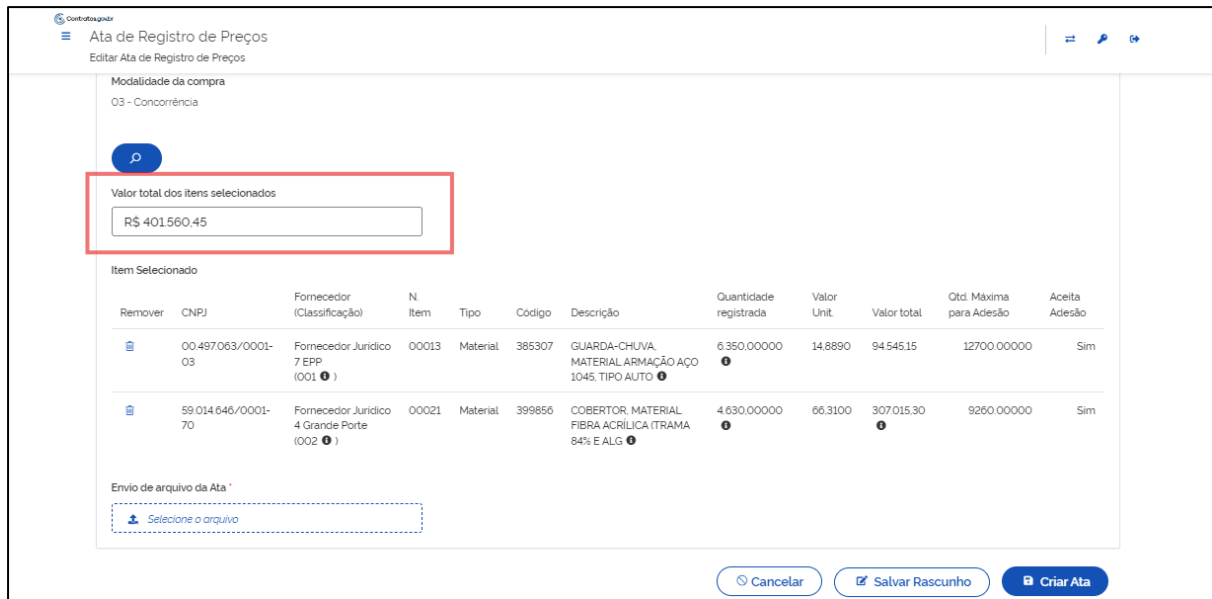 Contratos.gov.br
Ata de Registro de Preços
Editar Ata de Registro de Preços
Modalidade da compra
03 - Concorrência
Valor total dos itens selecionados
R$ 401.560,45
Item Selecionado
Remover CNPJ Fornecedor (Classificação) N. Item Tipo Código Descrição Quantidade registrada Valor Unit. Valor total Qtd. Máxima para Adesão Aceita Adesão
00.497.063/0001-03 Fornecedor Juridico 7 EPP (001) 00013 Material 385307 GUARDA-CHUVA, MATERIAL ARMAÇÃO AÇO 1045, TIPO AUTO 6.350,00000 14,8890 94.545,15 12700.00000 Sim
59.014.646/0001-70 Fornecedor Juridico 4 Grande Porte (002) 00021 Material 399856 COBERTOR, MATERIAL FIBRA ACRÍLICA (TRAMA 84% E ALG 4.630,00000 66,3100 307.015,30 9260.00000 Sim
Envio de arquivo da Ata *
Selecione o arquivo
Cancelar Salvar Rascunho Criar Ata